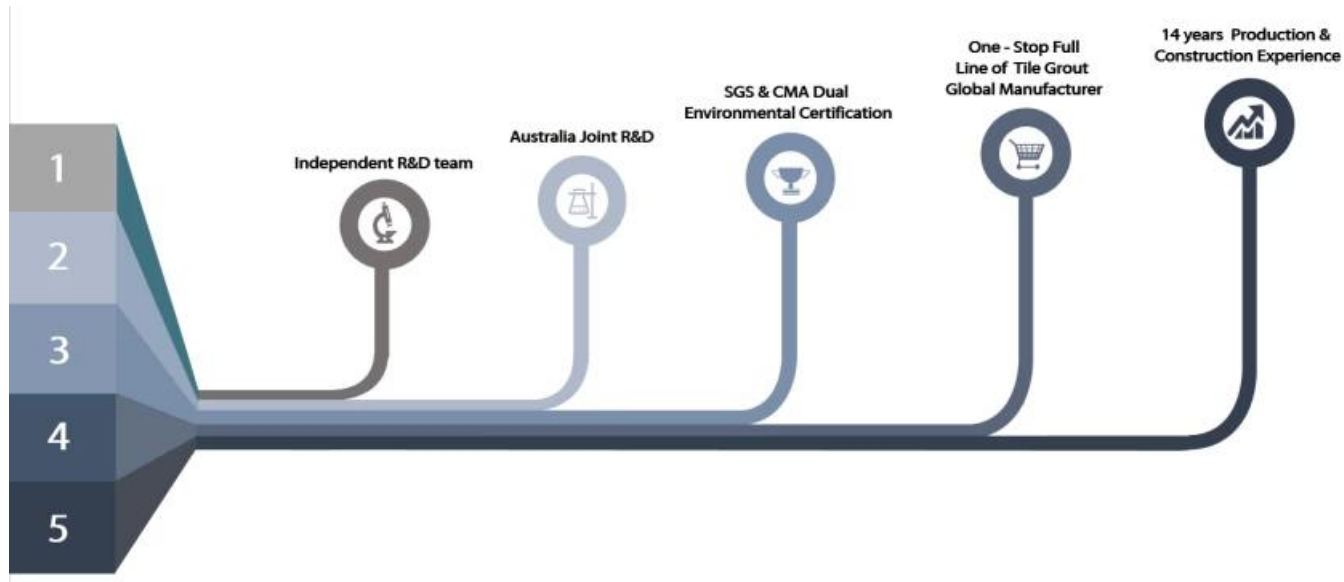 1
2
3
4
5
Independent R&D team
Australia Joint R&D
SGS & CMA Dual
Environmental Certification
One - Stop Full
Line of Tile Grout
Global Manufacturer
14 years Production &
Construction Experience